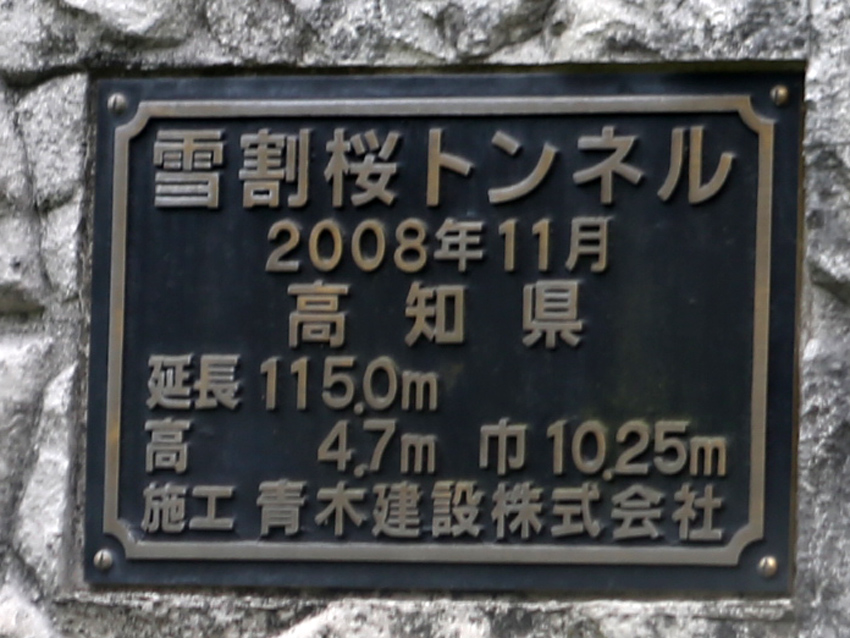 雪割桜トンネル
2008年11月
高知県
延長 115.0m
高 4.7m 巾 10.25m
施工 青木建設株式会社